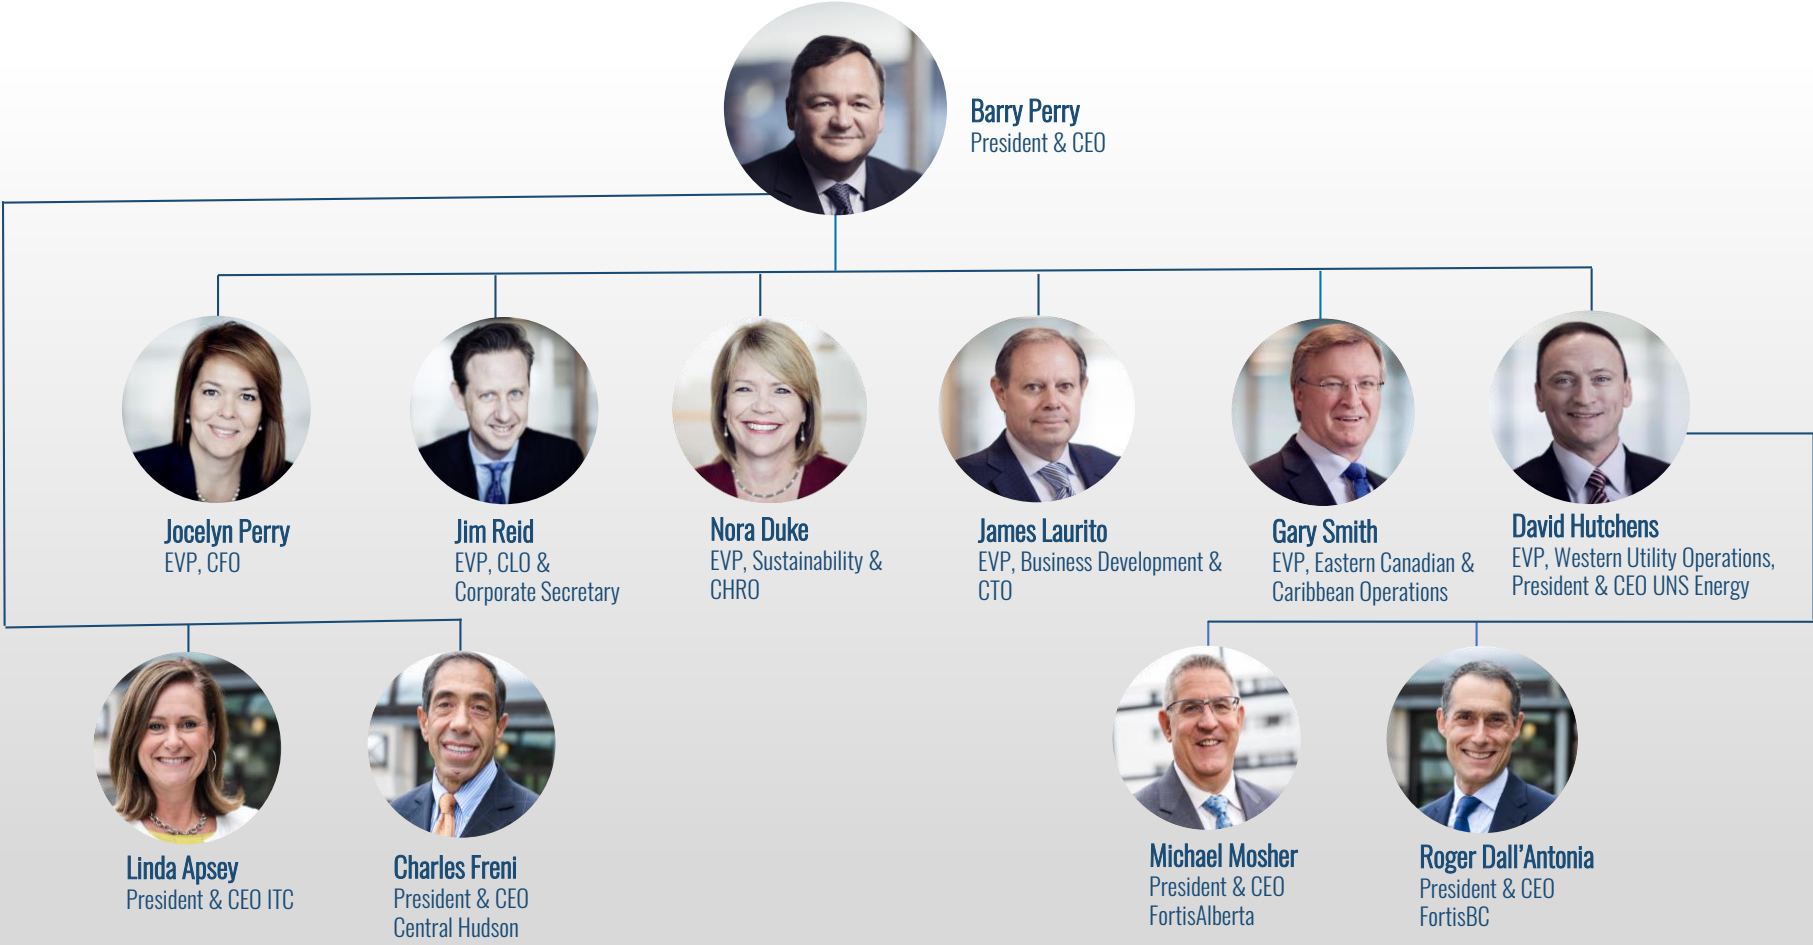 Barry Perry
President & CEO
Jocelyn Perry
EVP, CFO
Jim Reid
EVP, CLO &
Corporate Secretary
Nora Duke
EVP, Sustainability &
CHRO
James Laurito
EVP, Business Development &
CTO
Gary Smith
EVP, Eastern Canadian &
Caribbean Operations
David Hutchens
EVP, Western Utility Operations,
President & CEO UNS Energy
Linda Apsey
President & CEO ITC
Charles Freni
President & CEO
Central Hudson
Michael Mosher
President & CEO
FortisAlberta
Roger Dall’Antonia
President & CEO
FortisBC